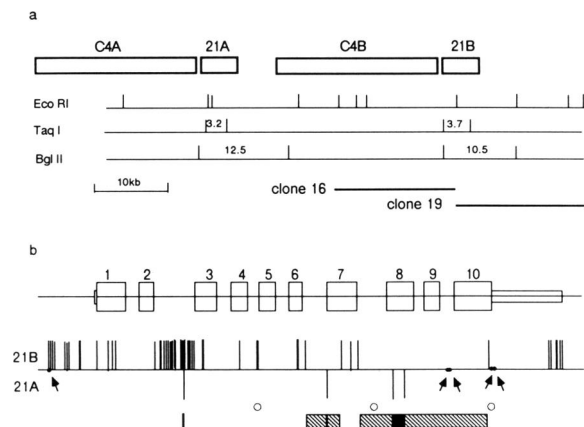 a
C4A 21A C4B 21B
Eco RI
Taq I 3.2 3.7
Bgl II 12.5 10.5
10kb
clone 16
clone 19
b
1 2 3 4 5 6 7 8 9 10
21B
21A